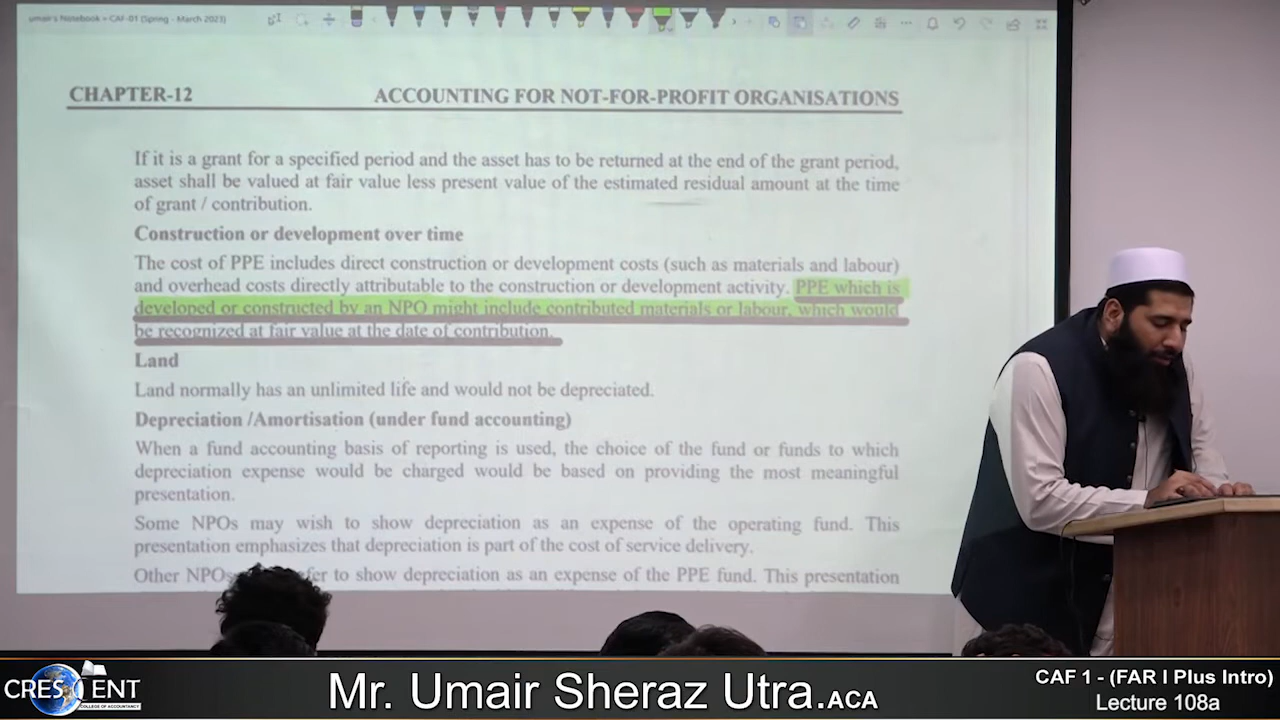 umair's Notebook » CAF-01 (Spring - March 2023)
CHAPTER-12 ACCOUNTING FOR NOT-FOR-PROFIT ORGANISATIONS
If it is a grant for a specified period and the asset has to be returned at the end of the grant period,
asset shall be valued at fair value less present value of the estimated residual amount at the time
of grant / contribution.
Construction or development over time
The cost of PPE includes direct construction or development costs (such as materials and labour)
and overhead costs directly attributable to the construction or development activity. PPE which is
developed or constructed by an NPO might include contributed materials or labour, which would
be recognized at fair value at the date of contribution.
Land
Land normally has an unlimited life and would not be depreciated.
Depreciation /Amortisation (under fund accounting)
When a fund accounting basis of reporting is used, the choice of the fund or funds to which
depreciation expense would be charged would be based on providing the most meaningful
presentation.
Some NPOs may wish to show depreciation as an expense of the operating fund. This
presentation emphasizes that depreciation is part of the cost of service delivery.
Other NPOs to show depreciation as an expense of the PPE fund. This presentation
CRESCENT
COLLEGE OF ACCOUNTANCY
Mr. Umair Sheraz Utra.ACA
CAF 1 - (FAR I Plus Intro)
Lecture 108a